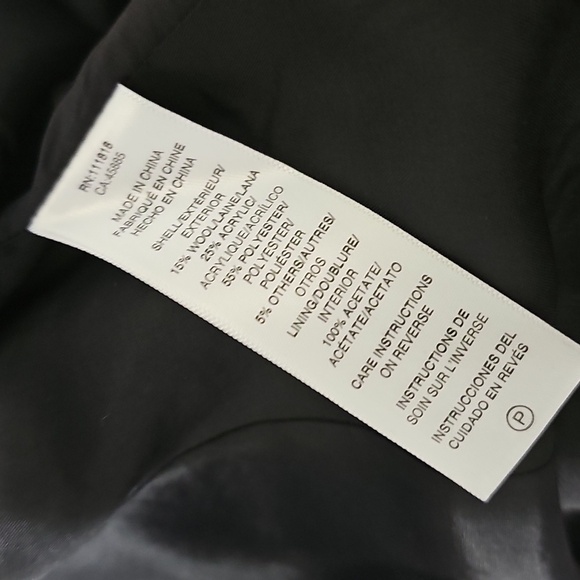 RN:111818
CA-45885
MADE IN CHINA
FABRIQUÉ EN CHINE
HECHO EN CHINA
SHELL/EXTÉRIEUR/
EXTERIOR
15% WOOL/LAINE/LANA
25% ACRYLIC/
ACRYLIQUE/ACRÍLICO
55% POLYESTER/
POLYESTER/
POLIÉSTER
5% OTHERS/AUTRES/
OTROS
LINING/DOUBLURE/
INTERIOR
100% ACETATE/
ACÉTATE/ACETATO
CARE INSTRUCTIONS
ON REVERSE
INSTRUCTIONS DE
SOIN SUR L'INVERSE
INSTRUCCIONES DEL
CUIDADO EN REVÉS
P